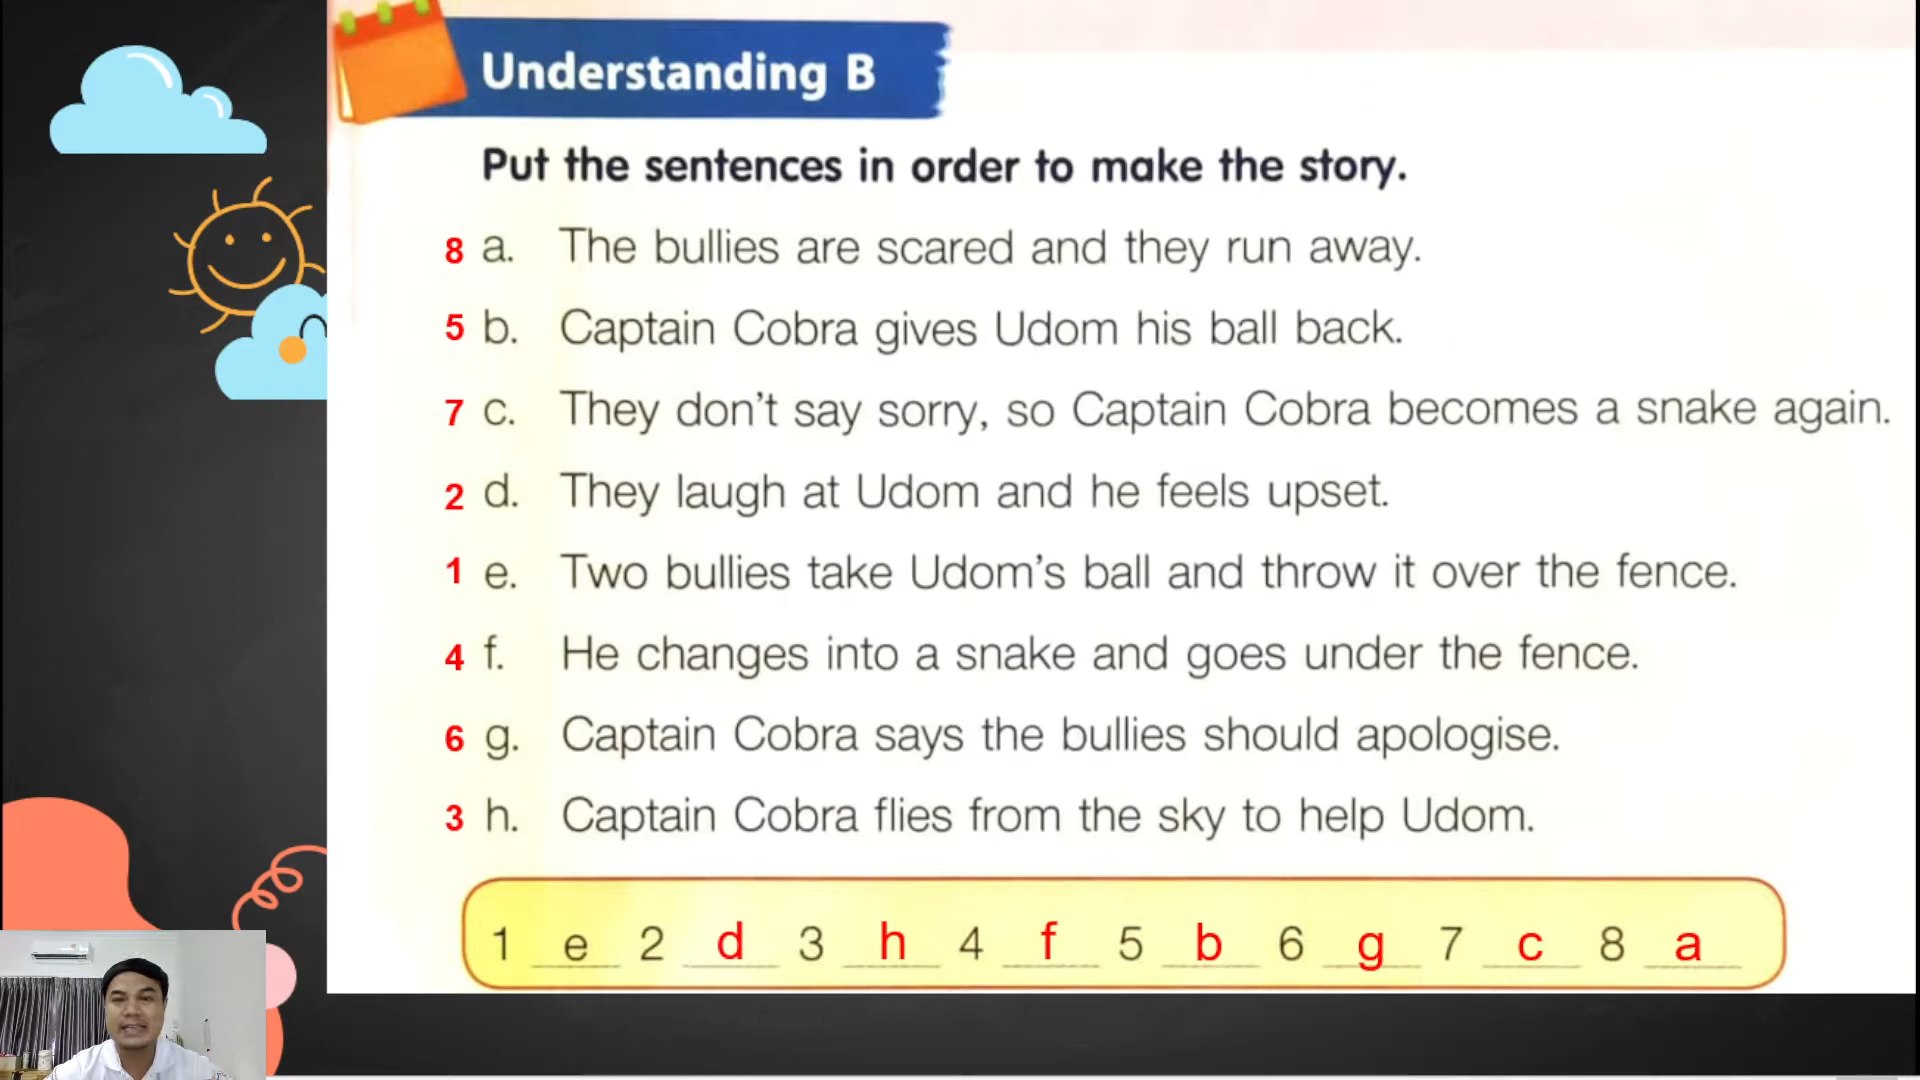 Understanding B
Put the sentences in order to make the story.
8 a. The bullies are scared and they run away.
5 b. Captain Cobra gives Udom his ball back.
7 c. They don't say sorry, so Captain Cobra becomes a snake again.
2 d. They laugh at Udom and he feels upset.
1 e. Two bullies take Udom's ball and throw it over the fence.
4 f. He changes into a snake and goes under the fence.
6 g. Captain Cobra says the bullies should apologise.
3 h. Captain Cobra flies from the sky to help Udom.
1 e 2 d 3 h 4 f 5 b 6 g 7 c 8 a